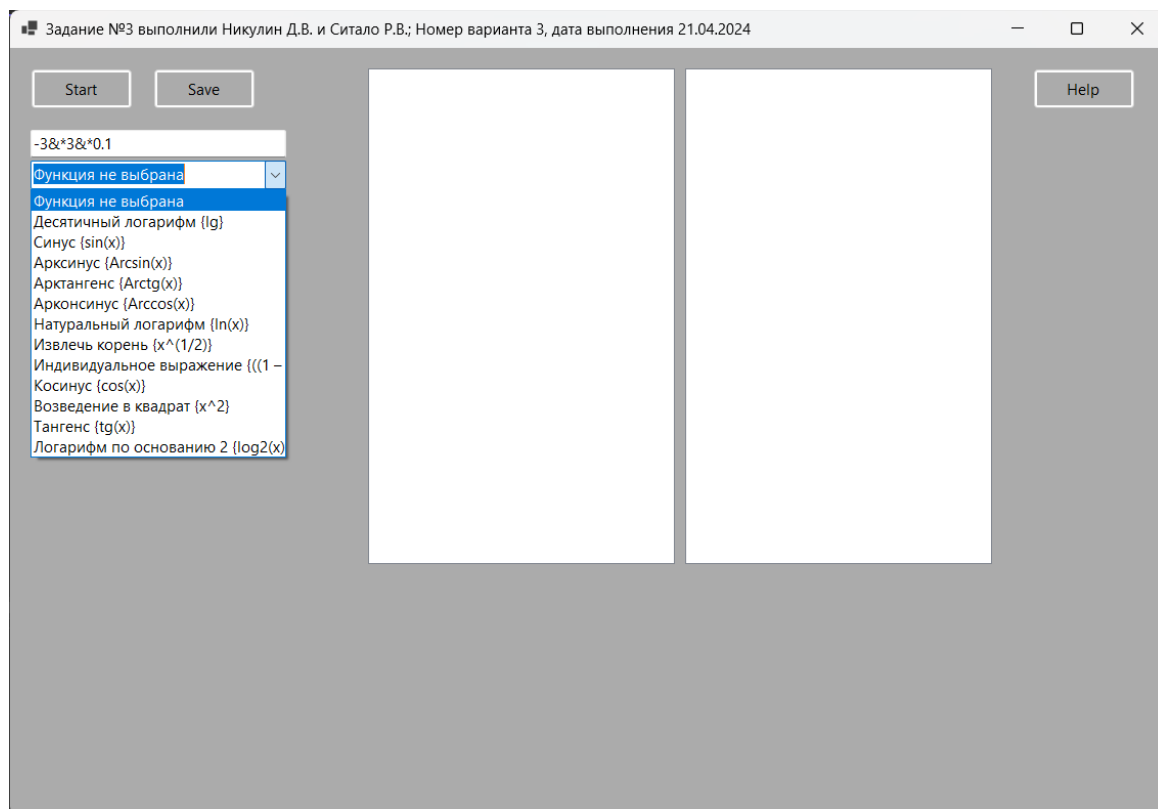 Задание №3 выполнили Никулин Д.В. и Ситало Р.В.; Номер варианта 3, дата выполнения 21.04.2024
Start Save Help
-3&*3&*0.1
Функция не выбрана
Функция не выбрана
Десятичный логарифм {lg}
Синус {sin(x)}
Арксинус {Arcsin(x)}
Арктангенс {Arctg(x)}
Арконсинус {Arccos(x)}
Натуральный логарифм {ln(x)}
Извлечь корень {x^(1/2)}
Индивидуальное выражение {((1 –
Косинус {cos(x)}
Возведение в квадрат {x^2}
Тангенс {tg(x)}
Логарифм по основанию 2 {log2(x)